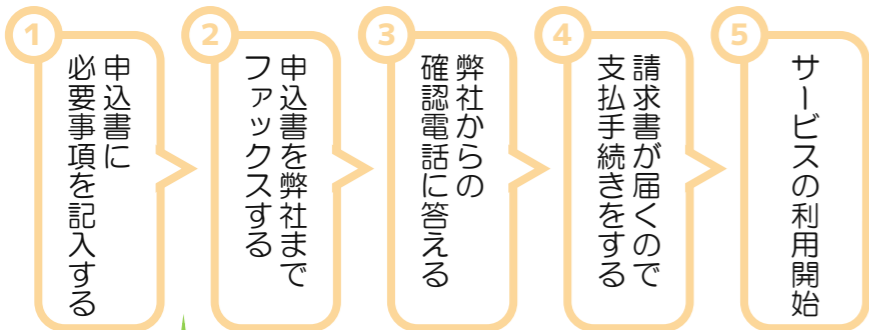 1
申込書に
必要事項を記入する
2
申込書を弊社まで
ファックスする
3
弊社からの
確認電話に答える
4
請求書が届くので
支払手続きをする
5
サービスの利用開始